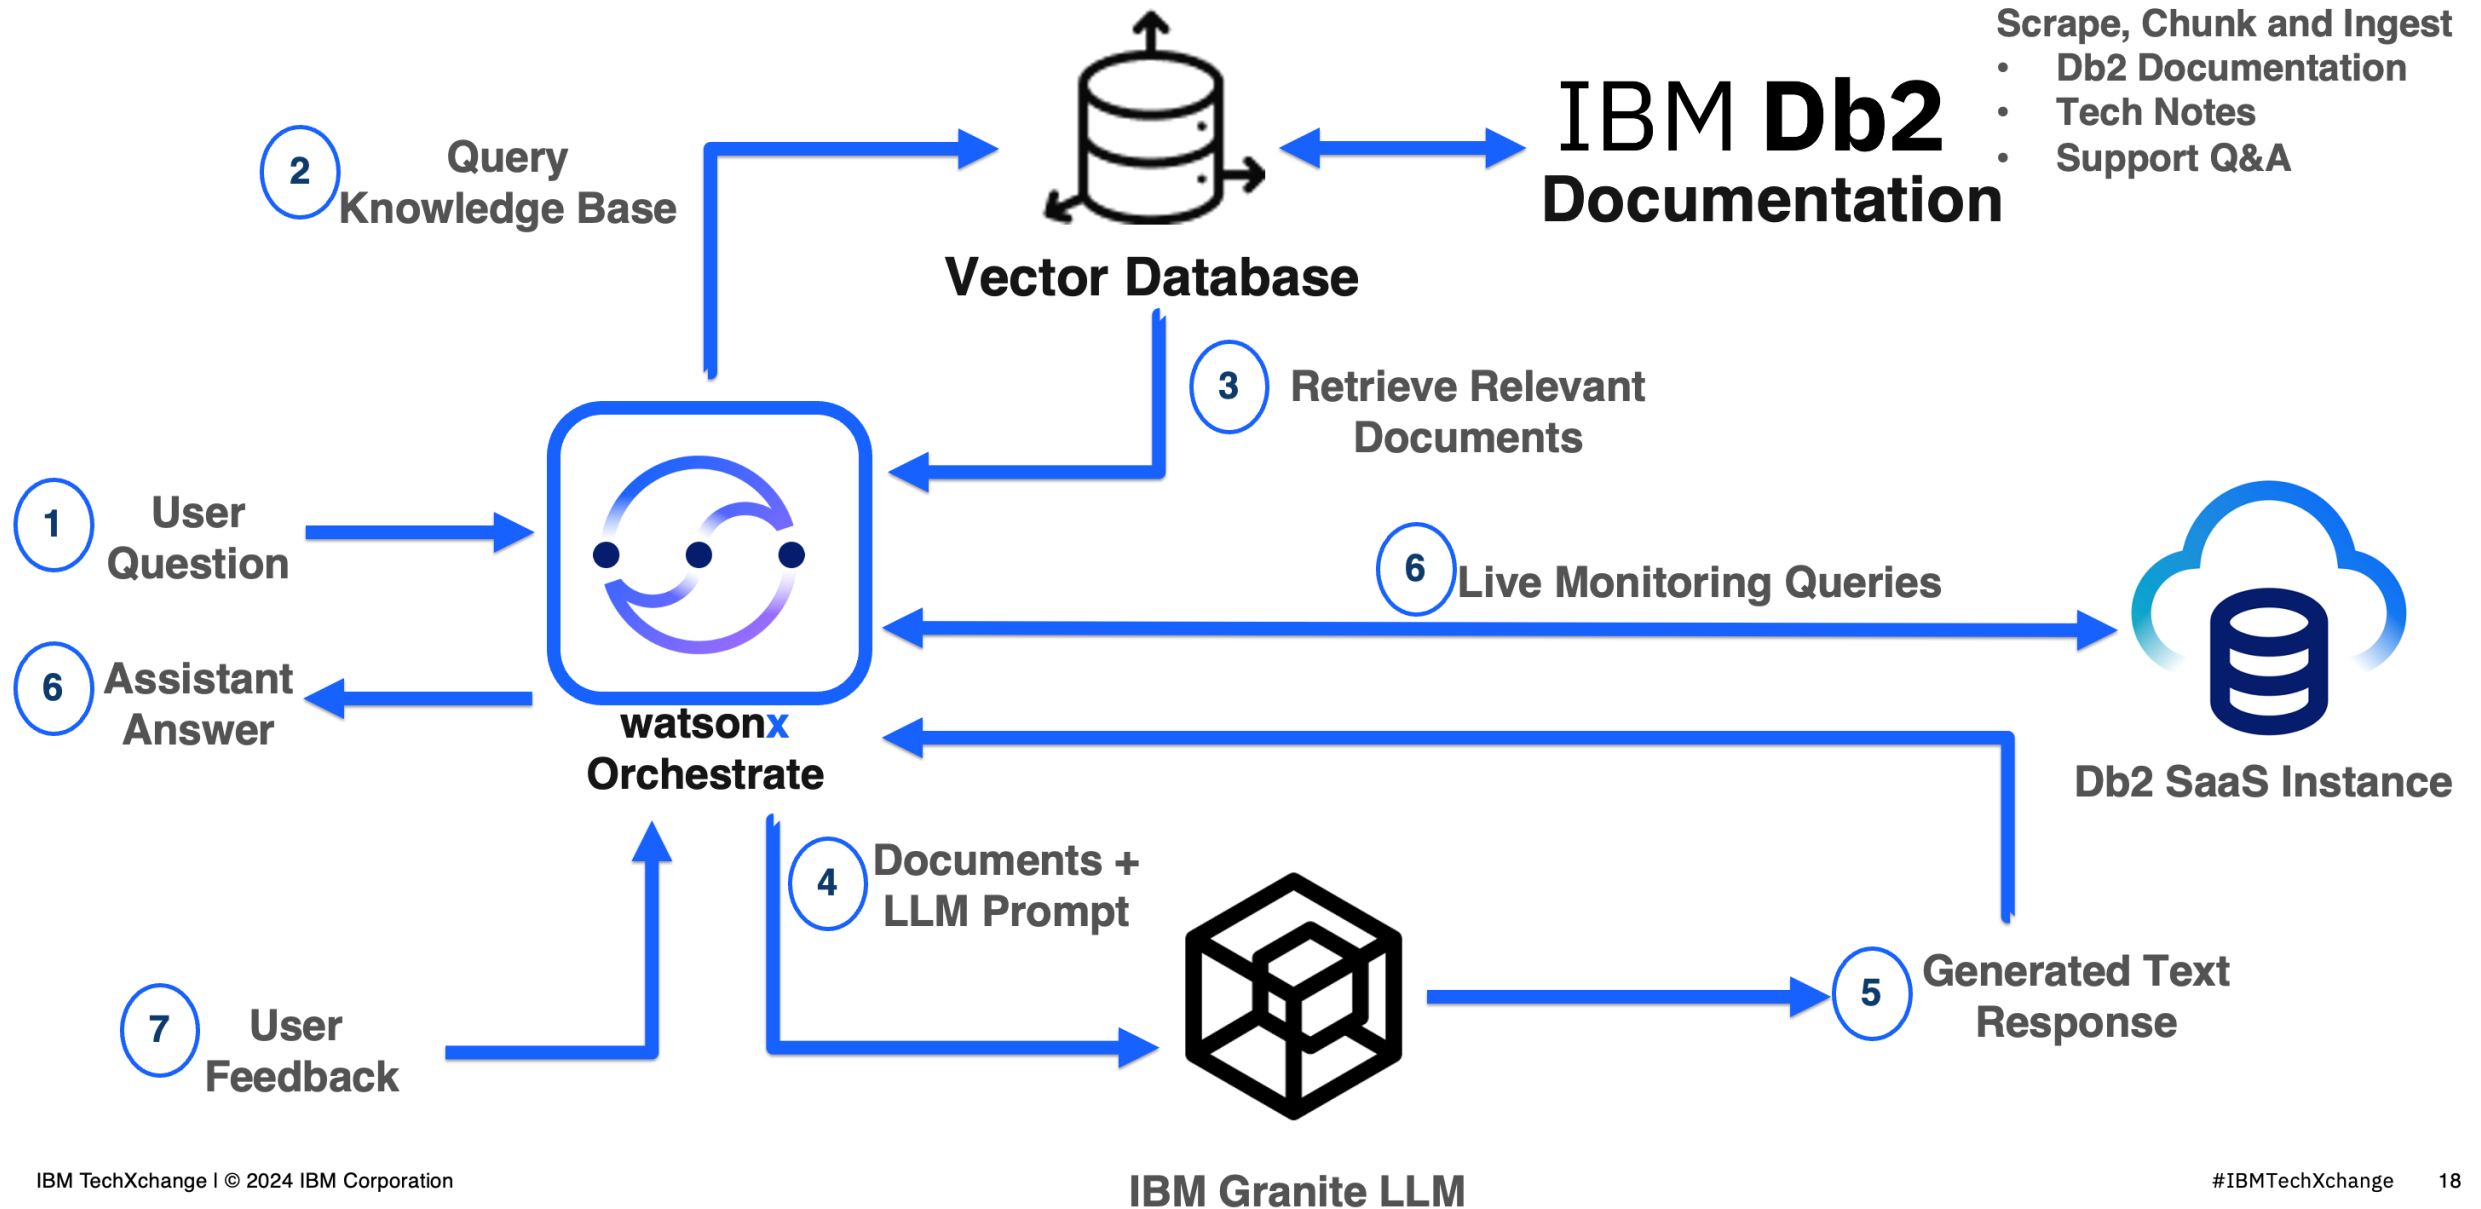 Scrape, Chunk and Ingest
• Db2 Documentation
• Tech Notes
• Support Q&A
IBM Db2
Documentation
2
Query
Knowledge Base
Vector Database
3
Retrieve Relevant
Documents
1
User
Question
6
Live Monitoring Queries
6
Assistant
Answer
watsonx
Orchestrate
Db2 SaaS Instance
4
Documents +
LLM Prompt
5
Generated Text
Response
7
User
Feedback
IBM Granite LLM
IBM TechXchange | © 2024 IBM Corporation
#IBMTechXchange
18